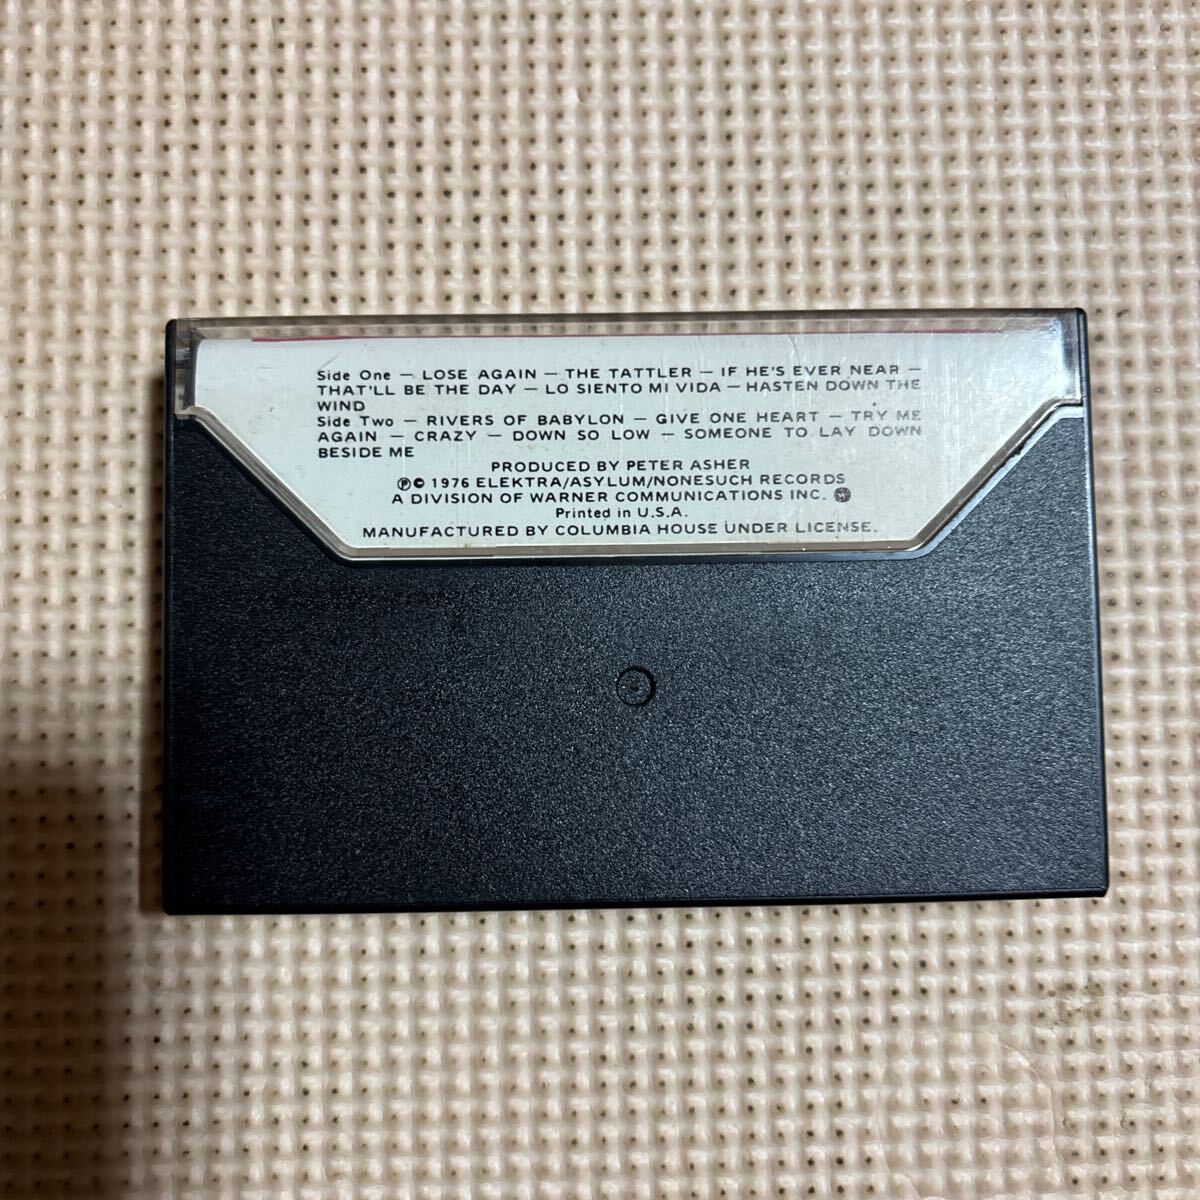 Side One — LOSE AGAIN — THE TATTLER — IF HE'S EVER NEAR —
THAT'LL BE THE DAY — LO SIENTO MI VIDA — HASTEN DOWN THE
WIND
Side Two — RIVERS OF BABYLON — GIVE ONE HEART — TRY ME
AGAIN — CRAZY — DOWN SO LOW — SOMEONE TO LAY DOWN
BESIDE ME
PRODUCED BY PETER ASHER
℗© 1976 ELEKTRA/ASYLUM/NONESUCH RECORDS
A DIVISION OF WARNER COMMUNICATIONS INC.
Printed in U.S.A.
MANUFACTURED BY COLUMBIA HOUSE UNDER LICENSE.